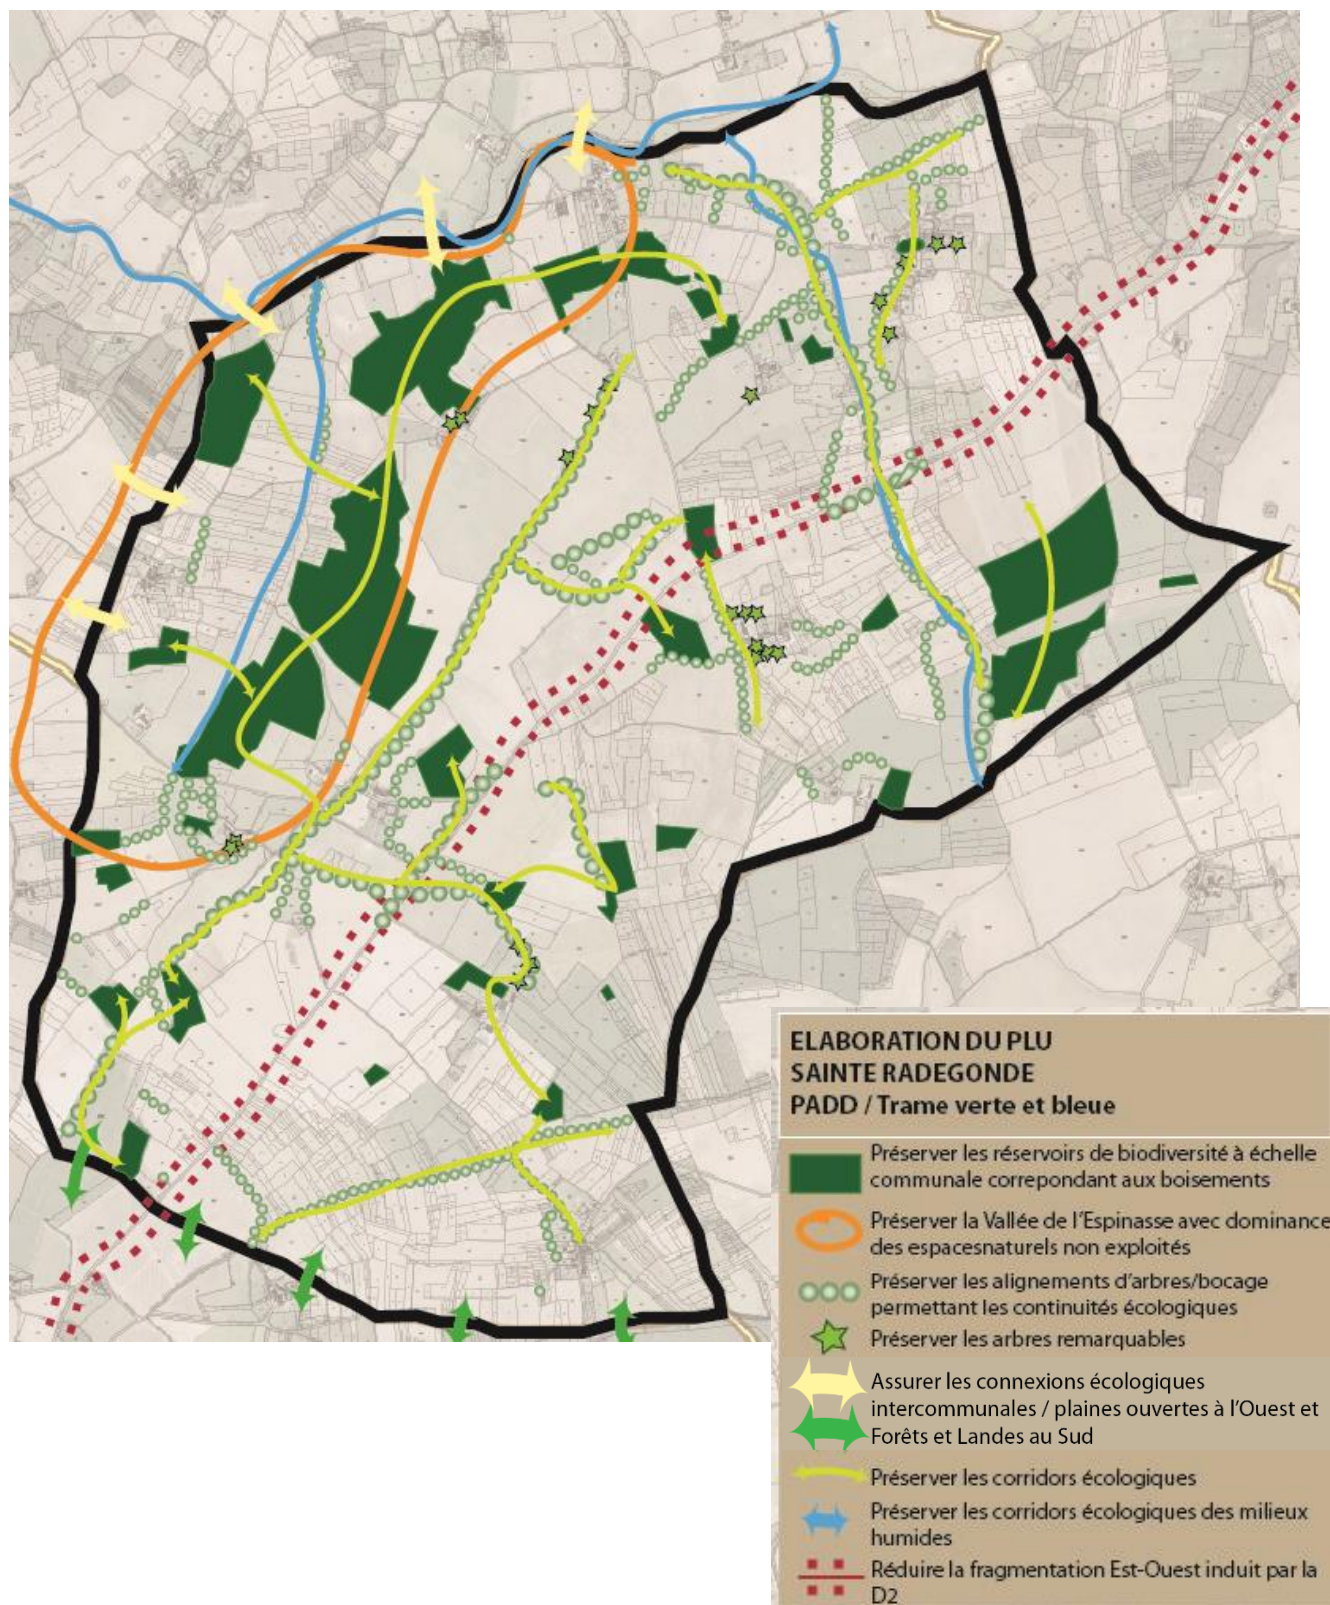 ELABORATION DU PLU
SAINTE RADEGONDE
PADD / Trame verte et bleue
Préserver les réservoirs de biodiversité à échelle
communale correpondant aux boisements
Préserver la Vallée de l'Espinasse avec dominance
des espacesnaturels non exploités
Préserver les alignements d'arbres/bocage
permettant les continuités écologiques
Préserver les arbres remarquables
Assurer les connexions écologiques
intercommunales / plaines ouvertes à l'Ouest et
Forêts et Landes au Sud
Préserver les corridors écologiques
Préserver les corridors écologiques des milieux
humides
Réduire la fragmentation Est-Ouest induit par la
D2